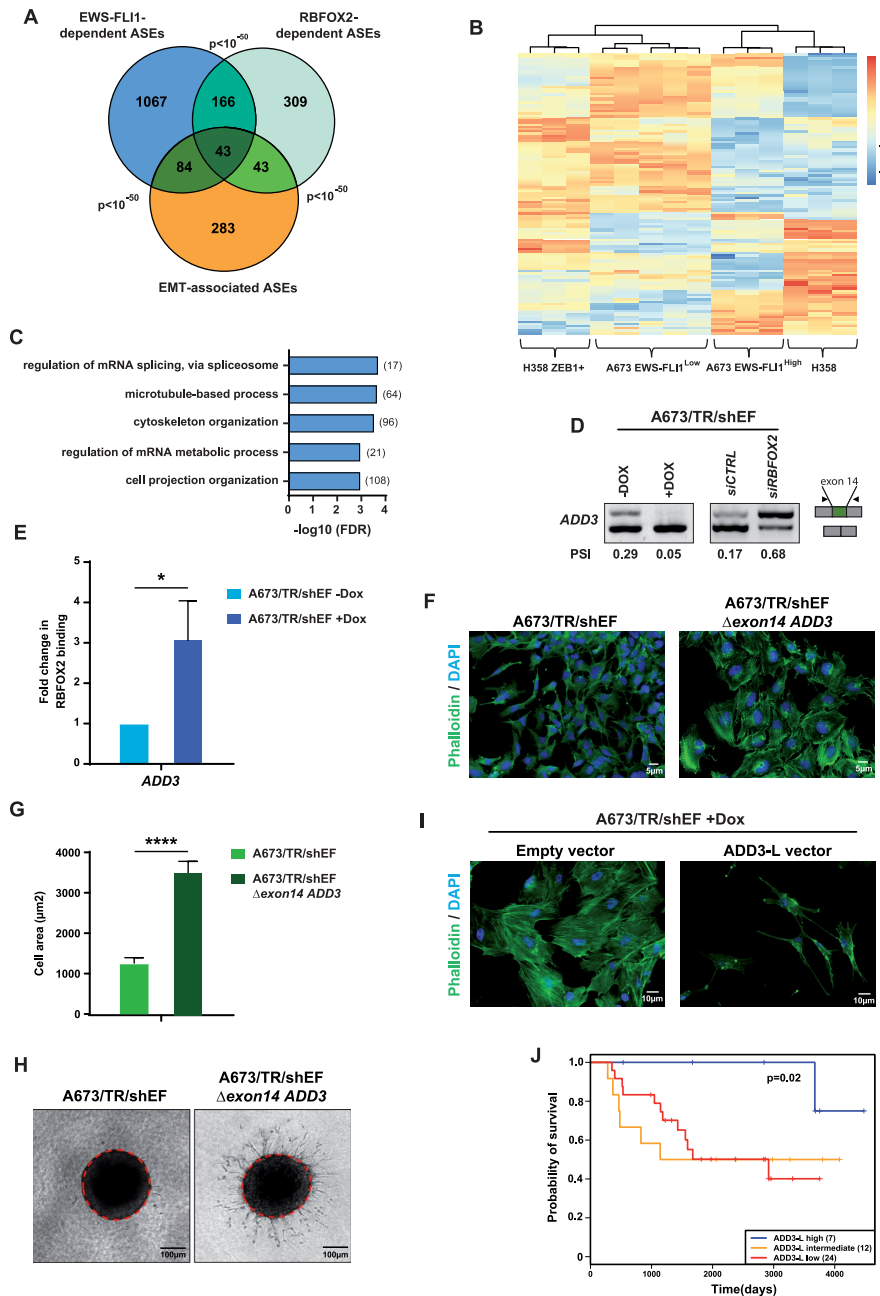 A
EWS-FLI1-
dependent ASEs
RBFOX2-
dependent ASEs
p<10-50
1067
166
309
43
84
43
p<10-50
p<10-50
283
EMT-associated ASEs
B
H358 ZEB1+
A673 EWS-FLI1Low
A673 EWS-FLI1High
H358
C
regulation of mRNA splicing, via spliceosome
(17)
microtubule-based process
(64)
cytoskeleton organization
(96)
regulation of mRNA metabolic process
(21)
cell projection organization
(108)
0 1 2 3 4
-log10 (FDR)
D
A673/TR/shEF
-DOX
+DOX
siCTRL
siRBFOX2
exon 14
ADD3
PSI 0.29 0.05 0.17 0.68
E
Fold change in
RBFOX2 binding
5
4
3
2
1
0
*
A673/TR/shEF -Dox
A673/TR/shEF +Dox
ADD3
F
A673/TR/shEF
A673/TR/shEF
Δexon14 ADD3
Phalloidin / DAPI
5µm
5µm
G
Cell area (µm2)
4000
3000
2000
1000
0
****
A673/TR/shEF
A673/TR/shEF
Δexon14 ADD3
H
A673/TR/shEF
A673/TR/shEF
Δexon14 ADD3
100µm
100µm
I
A673/TR/shEF +Dox
Empty vector
ADD3-L vector
Phalloidin / DAPI
10µm
10µm
J
Probability of survival
1.0
0.8
0.6
0.4
0.2
0
p=0.02
ADD3-L high (7)
ADD3-L intermediate (12)
ADD3-L low (24)
0 1000 2000 3000 4000
Time(days)